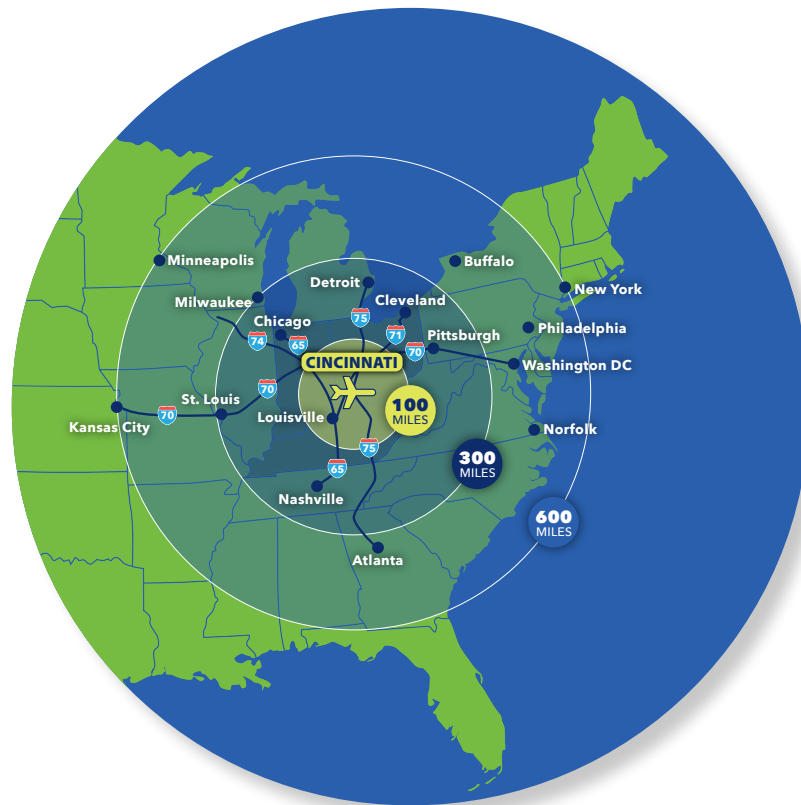 Minneapolis
Buffalo
Detroit
New York
Milwaukee
Cleveland
75
Chicago
Philadelphia
71
74
65
Pittsburgh
70
CINCINNATI
Washington DC
70
St. Louis
100
MILES
70
Louisville
Kansas City
Norfolk
75
300
MILES
65
Nashville
600
MILES
Atlanta